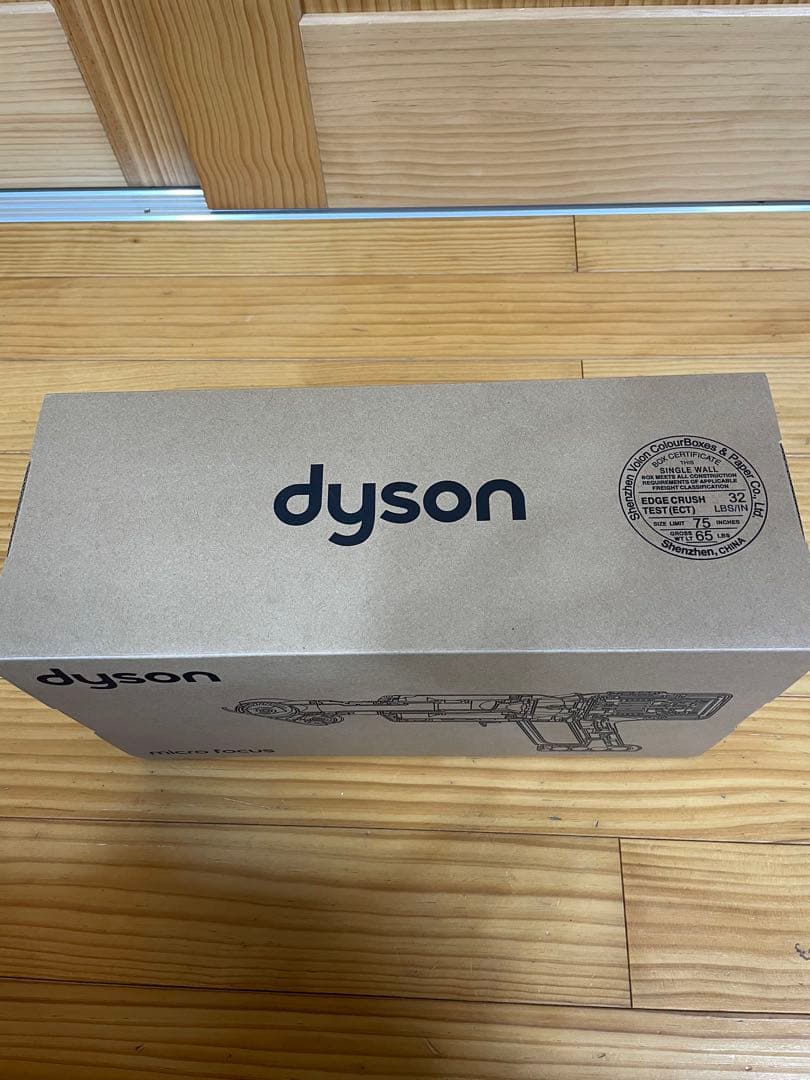 dyson
Shenzhen Voion ColourBoxes & Paper Co., Ltd
BOX CERTIFICATE
THIS
SINGLE WALL
BOX MEETS ALL CONSTRUCTION
REQUIREMENTS OF APPLICABLE
FREIGHT CLASSIFICATION
EDGE CRUSH 32
TEST (ECT) LBS/IN
SIZE LIMIT 75 INCHES
GROSS
WT LT 65 LBS
Shenzhen, CHINA
dyson
micro focus